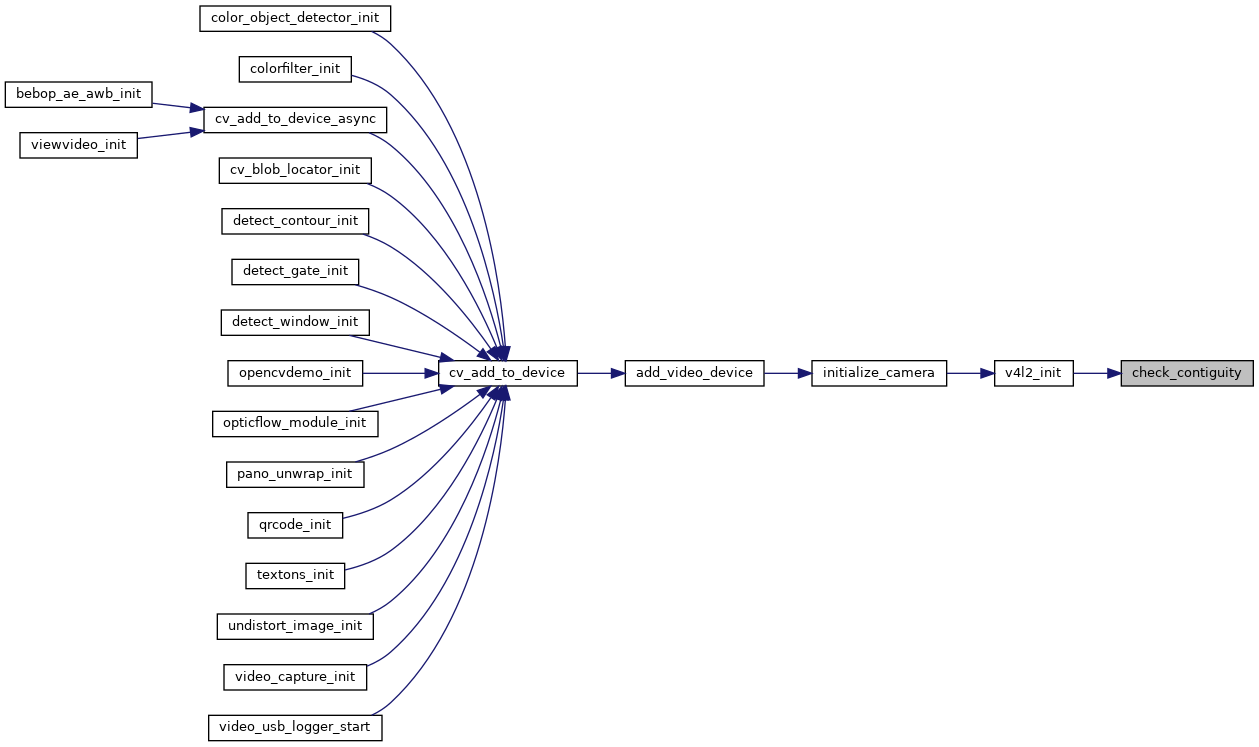 color_object_detector_init
colorfilter_init
bebop_ae_awb_init
cv_add_to_device_async
viewvideo_init
cv_blob_locator_init
detect_contour_init
detect_gate_init
detect_window_init
opencvdemo_init
cv_add_to_device
add_video_device
initialize_camera
v4l2_init
check_contiguity
opticflow_module_init
pano_unwrap_init
qrcode_init
textons_init
undistort_image_init
video_capture_init
video_usb_logger_start